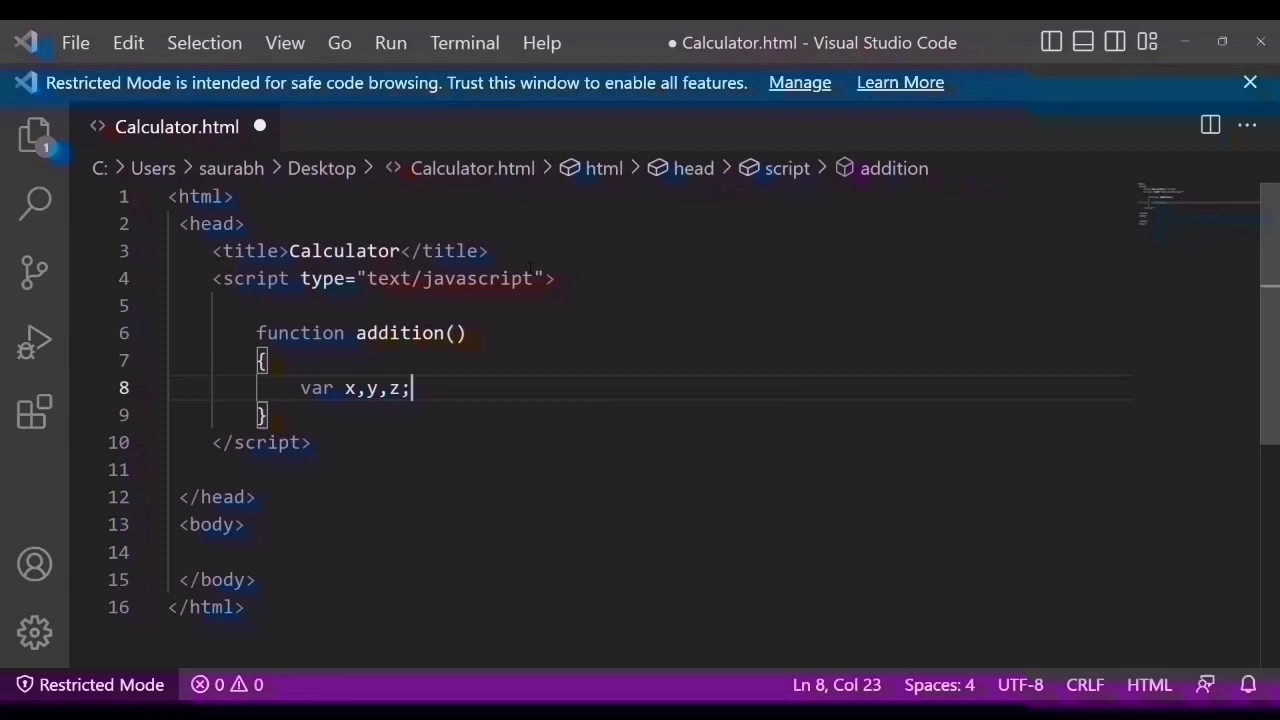 File Edit Selection View Go Run Terminal Help ● Calculator.html - Visual Studio Code
Restricted Mode is intended for safe code browsing. Trust this window to enable all features. Manage Learn More
Calculator.html
1
C: > Users > saurabh > Desktop > Calculator.html > html > head > script > addition
1 <html>
2 <head>
3 <title>Calculator</title>
4 <script type="text/javascript">
5
6 function addition()
7 {
8 var x,y,z;
9 }
10 </script>
11
12 </head>
13 <body>
14
15 </body>
16 </html>
Restricted Mode 0 0 Ln 8, Col 23 Spaces: 4 UTF-8 CRLF HTML